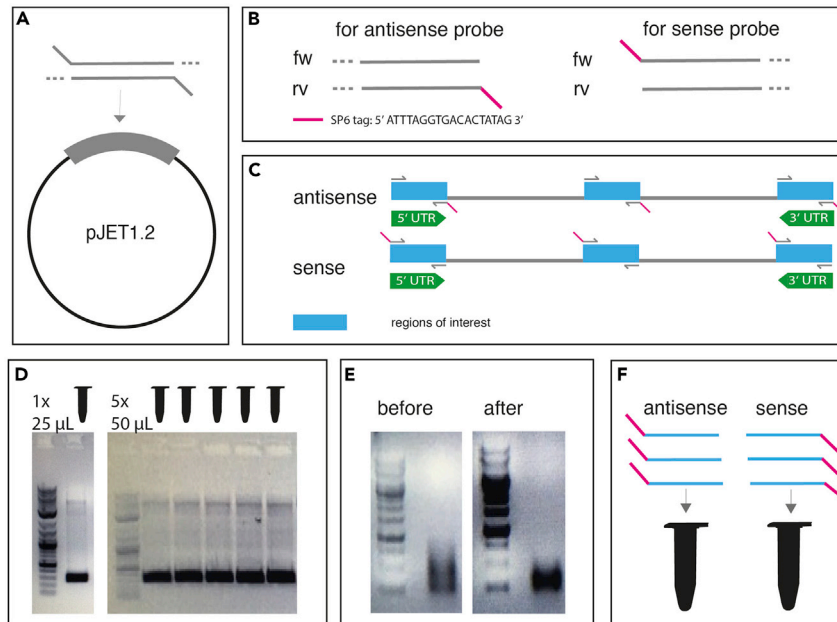 A
pJET1.2
B
for antisense probe
for sense probe
fw
rv
fw
rv
SP6 tag: 5′ ATTTAGGTGACACTATAG 3′
C
antisense
5′ UTR
3′ UTR
sense
5′ UTR
3′ UTR
regions of interest
D
1x
25 µL
5x
50 µL
E
before
after
F
antisense
sense